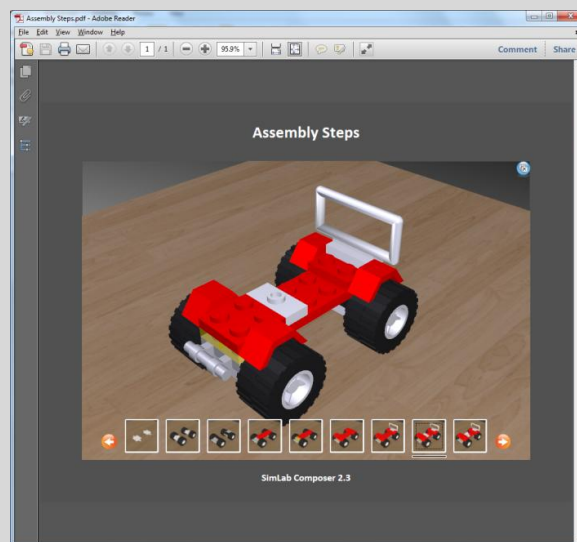 Assembly Steps.pdf - Adobe Reader
File Edit View Window Help
1 / 1 95.9% Comment Share
Assembly Steps
SimLab Composer 2.3